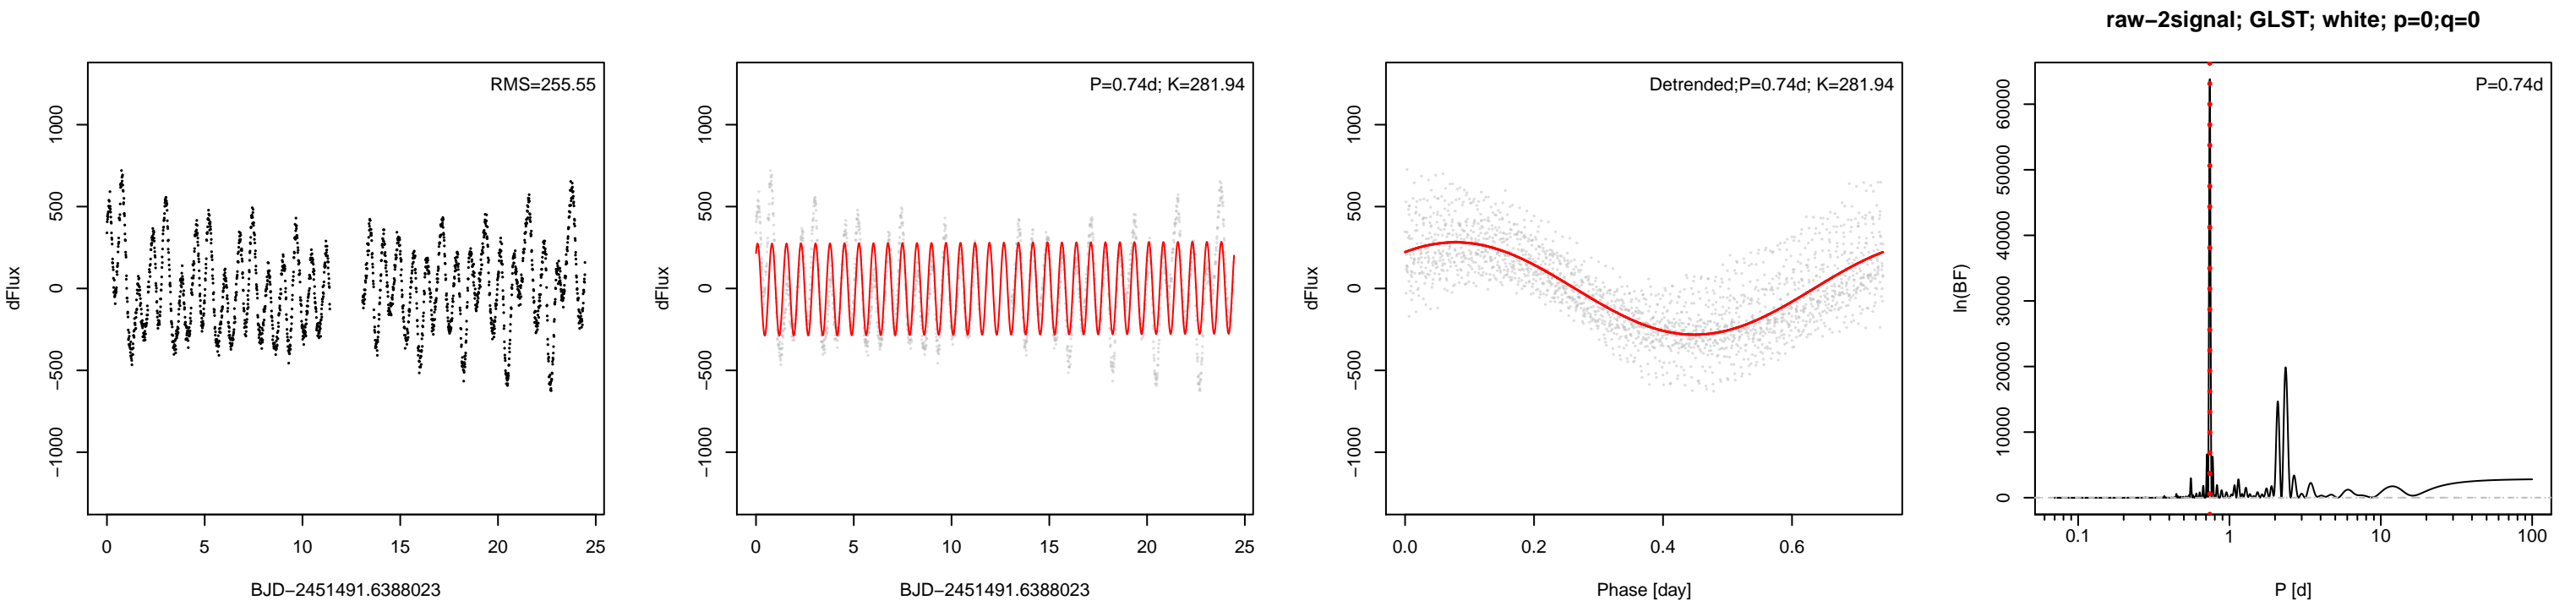 raw−2signal; GLST; white; p=0;q=0
RMS=255.55
dFlux
1000
500
0
−500
−1000
0 5 10 15 20 25
BJD−2451491.6388023
P=0.74d; K=281.94
dFlux
1000
500
0
−500
−1000
0 5 10 15 20 25
BJD−2451491.6388023
Detrended;P=0.74d; K=281.94
dFlux
1000
500
0
−500
−1000
0.0 0.2 0.4 0.6
Phase [day]
P=0.74d
ln(BF)
60000
50000
40000
30000
20000
10000
0
0.1 1 10 100
P [d]